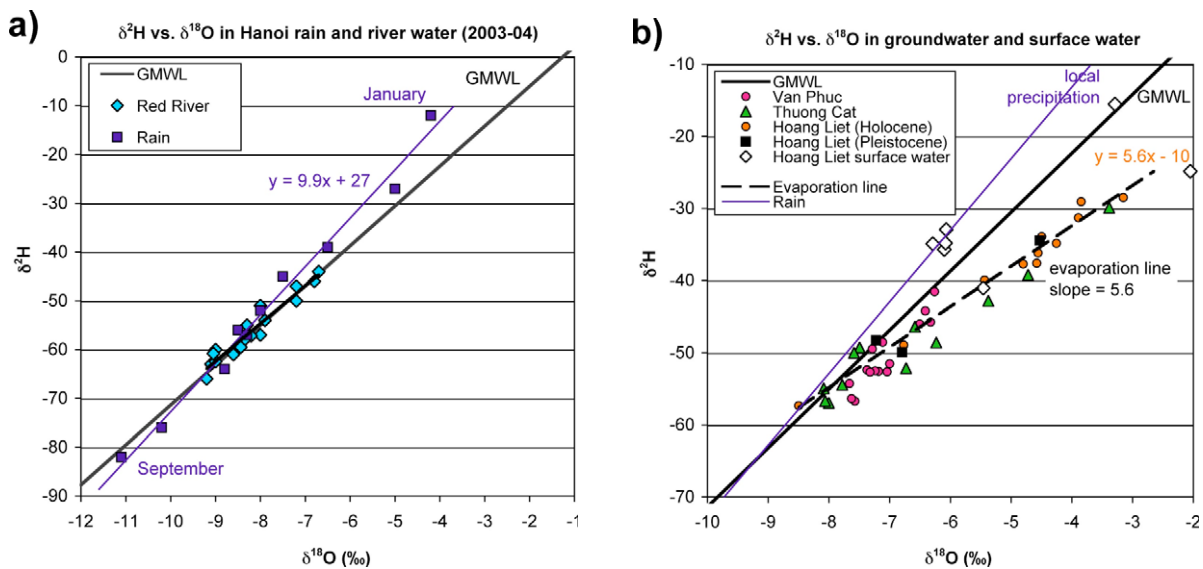 a)
δ²H vs. δ¹⁸O in Hanoi rain and river water (2003-04)
GMWL
Red River
Rain
GMWL
January
y = 9.9x + 27
September
0
-10
-20
-30
-40
-50
-60
-70
-80
-90
δ²H
-12 -11 -10 -9 -8 -7 -6 -5 -4 -3 -2 -1
δ¹⁸O (‰)
b)
δ²H vs. δ¹⁸O in groundwater and surface water
GMWL
Van Phuc
Thuong Cat
Hoang Liet (Holocene)
Hoang Liet (Pleistocene)
Hoang Liet surface water
Evaporation line
Rain
local
precipitation
GMWL
y = 5.6x - 10
evaporation line
slope = 5.6
-10
-20
-30
-40
-50
-60
-70
δ²H
-10 -9 -8 -7 -6 -5 -4 -3 -2
δ¹⁸O (‰)